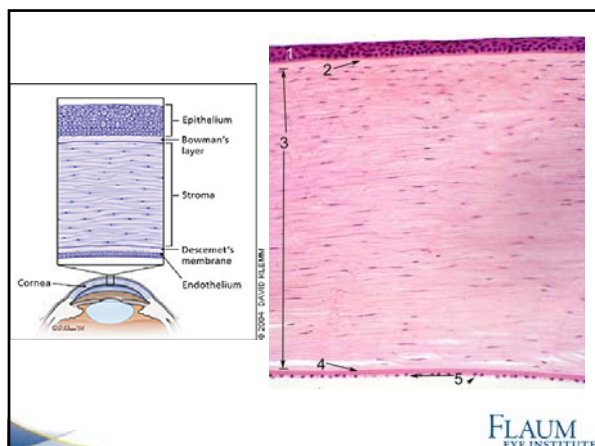 Epithelium
Bowman's
layer
Stroma
Descemet's
membrane
Endothelium
Cornea
© 2004 DAVID KLEMM
1
2
3
4
5
FLAUM
EYE INSTITUTE